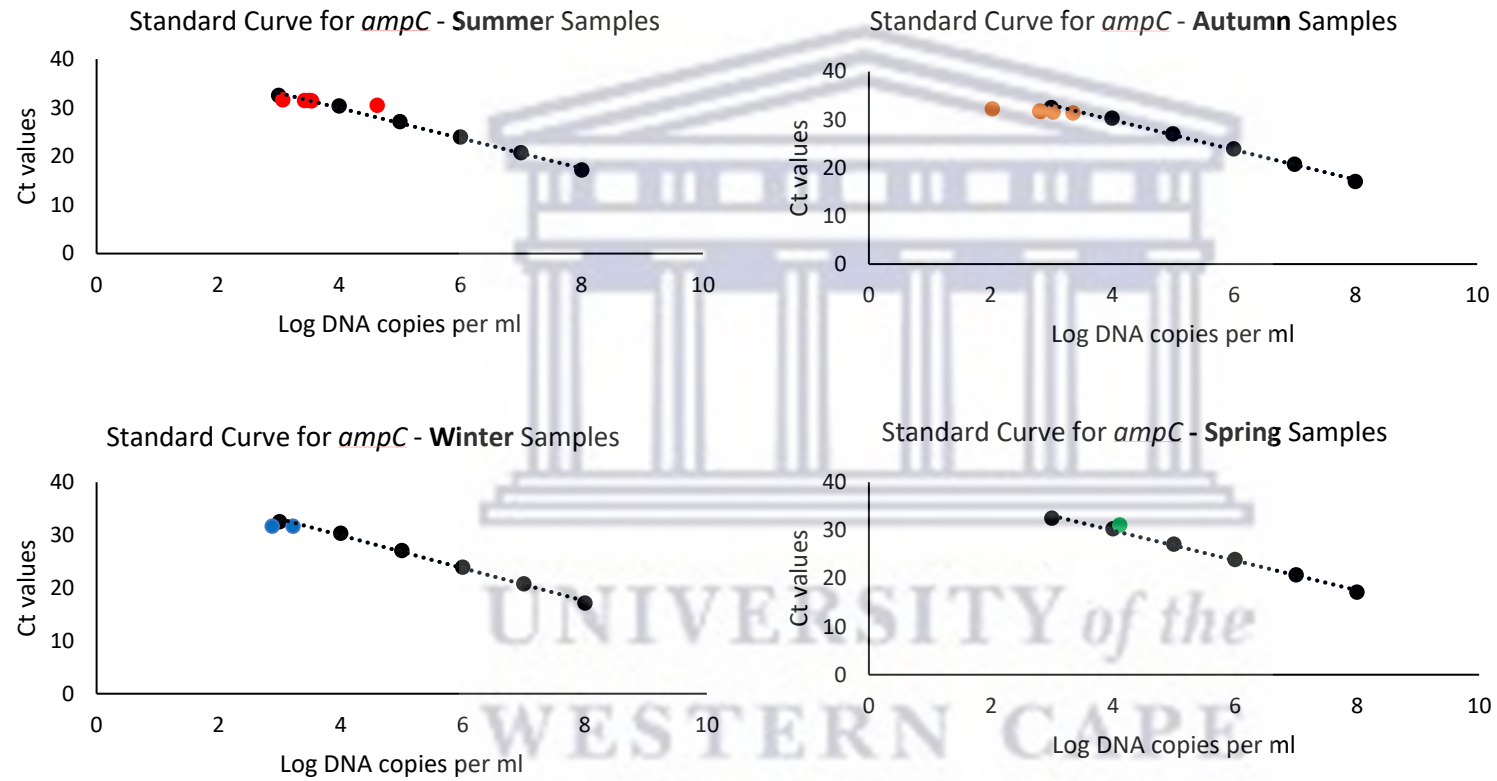 Standard Curve for ampC - Summer Samples
40
30
20
10
0
Ct values
0 2 4 6 8 10
Log DNA copies per ml
Standard Curve for ampC - Autumn Samples
40
30
20
10
0
Ct values
0 2 4 6 8 10
Log DNA copies per ml
Standard Curve for ampC - Winter Samples
40
30
20
10
0
Ct values
0 2 4 6 8 10
Log DNA copies per ml
Standard Curve for ampC - Spring Samples
40
30
20
10
0
Ct values
0 2 4 6 8 10
Log DNA copies per ml
UNIVERSITY of the
WESTERN CAPE